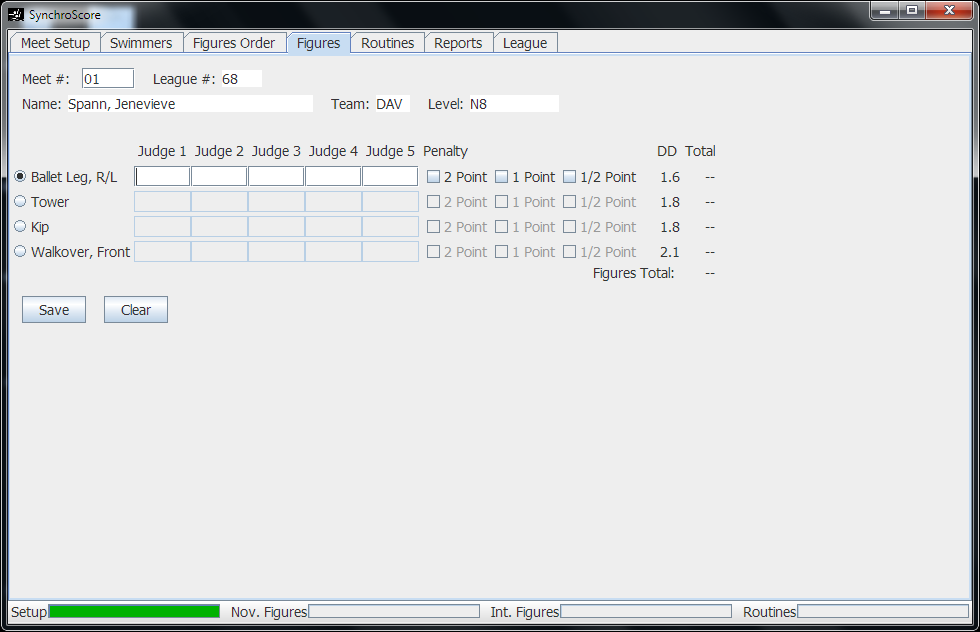 SynchroScore
Meet Setup Swimmers Figures Order Figures Routines Reports League
Meet #: 01 League #: 68
Name: Spann, Jenevieve Team: DAV Level: N8
Judge 1 Judge 2 Judge 3 Judge 4 Judge 5 Penalty DD Total
Ballet Leg, R/L 2 Point 1 Point 1/2 Point 1.6 --
Tower 2 Point 1 Point 1/2 Point 1.8 --
Kip 2 Point 1 Point 1/2 Point 1.8 --
Walkover, Front 2 Point 1 Point 1/2 Point 2.1 --
Figures Total: --
Save Clear
Setup Nov. Figures Int. Figures Routines